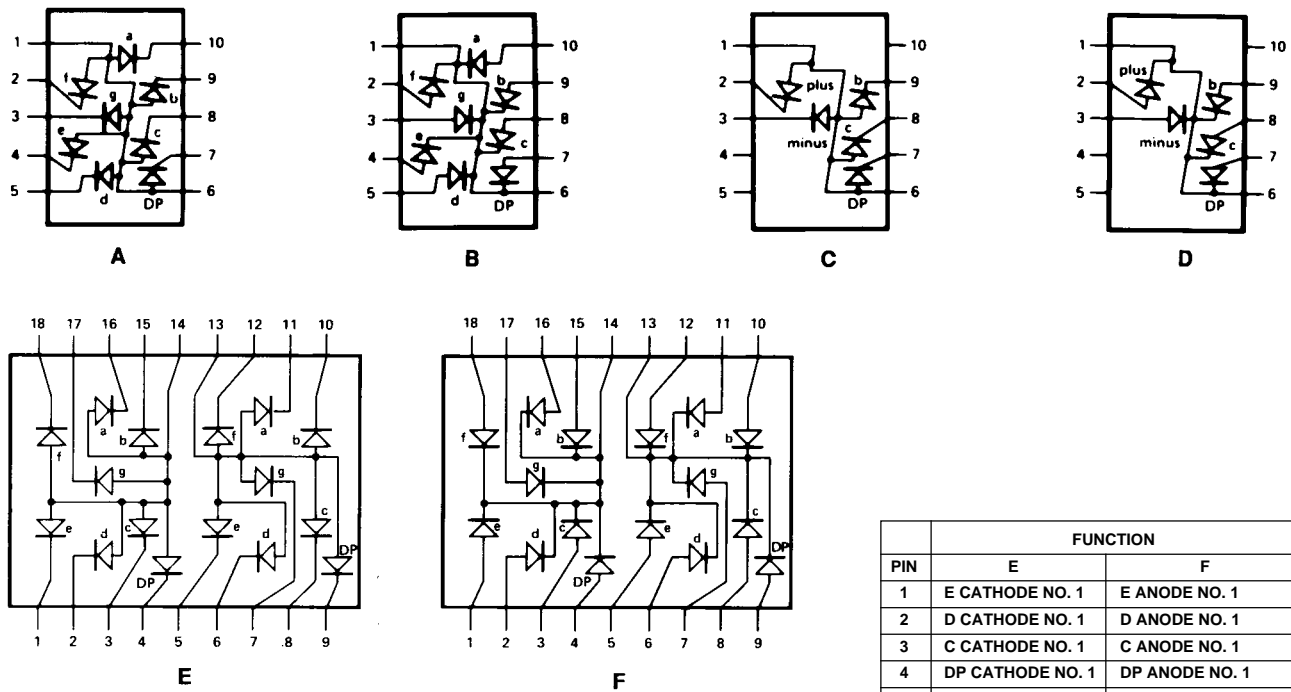 a
1 10
f
2 9
g b
3 8
e c
4 7
5 6
d DP
A
a
1 10
f
2 9
g b
3 8
e c
4 7
5 6
d DP
B
1 10
2 plus b 9
3 8
minus c
4 7
5 6
DP
C
1 10
plus
2 b 9
3 8
minus c
4 7
5 6
DP
D
18 17 16 15 14 13 12 11 10
a a
f b f b
g g
e d c e d c DP
DP
1 2 3 4 5 6 7 8 9
E
18 17 16 15 14 13 12 11 10
a a
f b f b
g g
e d c e d c DP
DP
1 2 3 4 5 6 7 8 9
F
FUNCTION
PIN E F
1 E CATHODE NO. 1 E ANODE NO. 1
2 D CATHODE NO. 1 D ANODE NO. 1
3 C CATHODE NO. 1 C ANODE NO. 1
4 DP CATHODE NO. 1 DP ANODE NO. 1